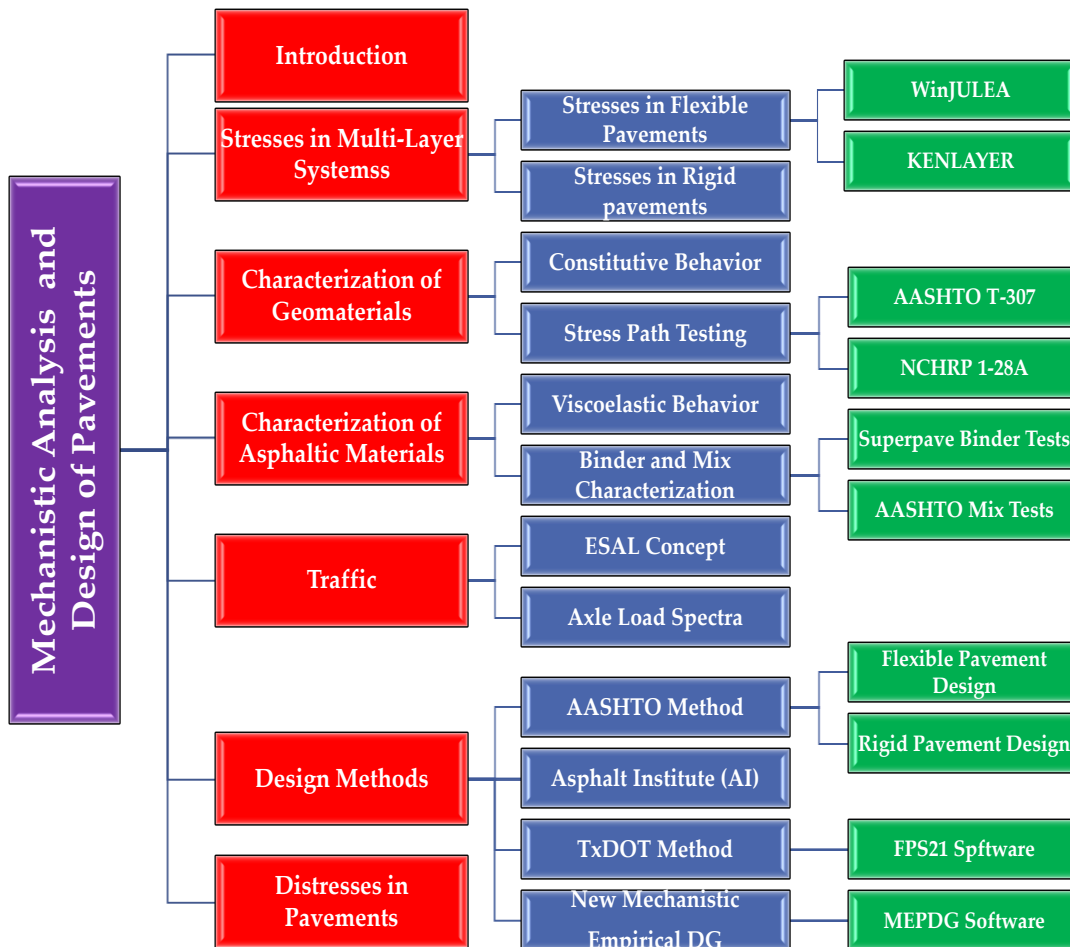 Mechanistic Analysis and
Design of Pavements
Introduction
Stresses in Multi-Layer
Systemss
Stresses in Flexible
Pavements
WinJULEA
KENLAYER
Stresses in Rigid
pavements
Characterization of
Geomaterials
Constitutive Behavior
Stress Path Testing
AASHTO T-307
NCHRP 1-28A
Characterization of
Asphaltic Materials
Viscoelastic Behavior
Binder and Mix
Characterization
Superpave Binder Tests
AASHTO Mix Tests
Traffic
ESAL Concept
Axle Load Spectra
Design Methods
AASHTO Method
Flexible Pavement
Design
Rigid Pavement Design
Asphalt Institute (AI)
TxDOT Method
FPS21 Spftware
New Mechanistic
Empirical DG
MEPDG Software
Distresses in
Pavements